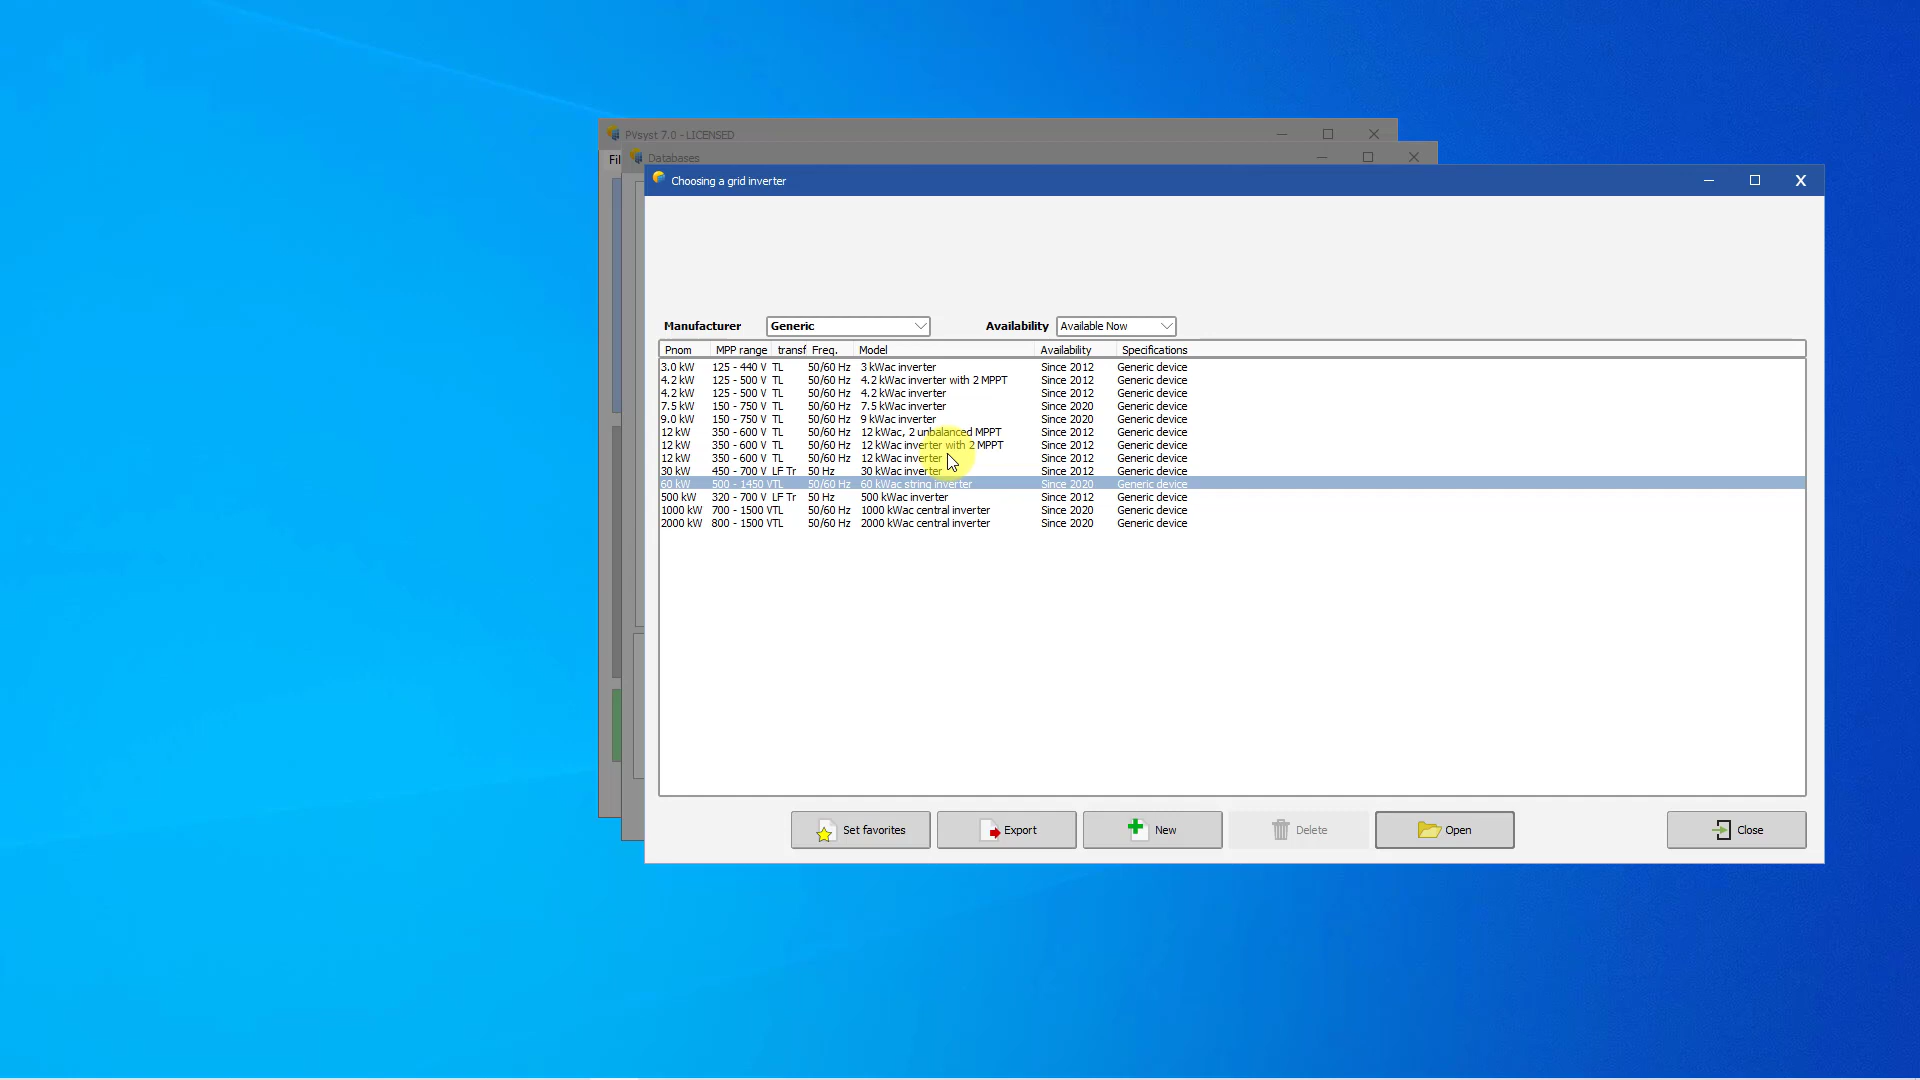 PVsyst 7.0 - LICENSED
Fil
Databases
Choosing a grid inverter
Manufacturer Generic Availability Available Now
Pnom MPP range transf Freq. Model Availability Specifications
3.0 kW 125 - 440 V TL 50/60 Hz 3 kWac inverter Since 2012 Generic device
4.2 kW 125 - 500 V TL 50/60 Hz 4.2 kWac inverter with 2 MPPT Since 2012 Generic device
4.2 kW 125 - 500 V TL 50/60 Hz 4.2 kWac inverter Since 2012 Generic device
7.5 kW 150 - 750 V TL 50/60 Hz 7.5 kWac inverter Since 2020 Generic device
9.0 kW 150 - 750 V TL 50/60 Hz 9 kWac inverter Since 2020 Generic device
12 kW 350 - 600 V TL 50/60 Hz 12 kWac, 2 unbalanced MPPT Since 2012 Generic device
12 kW 350 - 600 V TL 50/60 Hz 12 kWac inverter with 2 MPPT Since 2012 Generic device
12 kW 350 - 600 V TL 50/60 Hz 12 kWac inverter Since 2012 Generic device
30 kW 450 - 700 V LF Tr 50 Hz 30 kWac inverter Since 2012 Generic device
60 kW 500 - 1450 V TL 50/60 Hz 60 kWac string inverter Since 2020 Generic device
500 kW 320 - 700 V LF Tr 50 Hz 500 kWac inverter Since 2012 Generic device
1000 kW 700 - 1500 V TL 50/60 Hz 1000 kWac central inverter Since 2020 Generic device
2000 kW 800 - 1500 V TL 50/60 Hz 2000 kWac central inverter Since 2020 Generic device
Set favorites Export New Delete Open Close